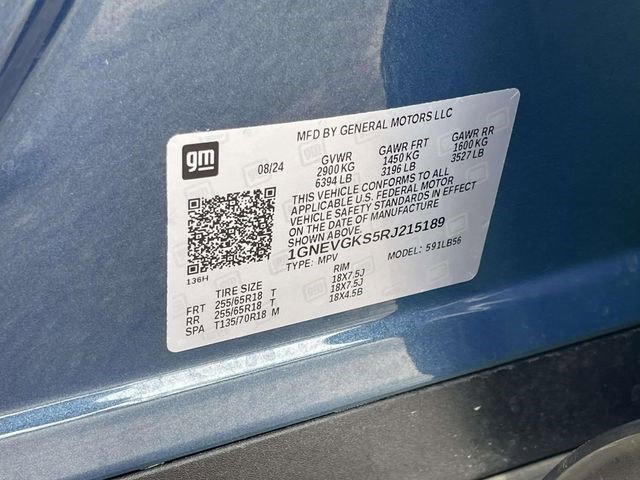 MFD BY GENERAL MOTORS LLC
gm
08/24
GVWR GAWR FRT GAWR RR
2900 KG 1450 KG 1600 KG
6394 LB 3196 LB 3527 LB
THIS VEHICLE CONFORMS TO ALL
APPLICABLE U.S. FEDERAL MOTOR
VEHICLE SAFETY STANDARDS IN EFFECT
ON THE DATE OF MANUFACTURE
SHOWN ABOVE.
1GNEVGKS5RJ215189
TYPE: MPV MODEL: 591LB56
136H
TIRE SIZE RIM
FRT 255/65R18 T 18X7.5J
RR 255/65R18 T 18X7.5J
SPA T135/70R18 M 18X4.5B